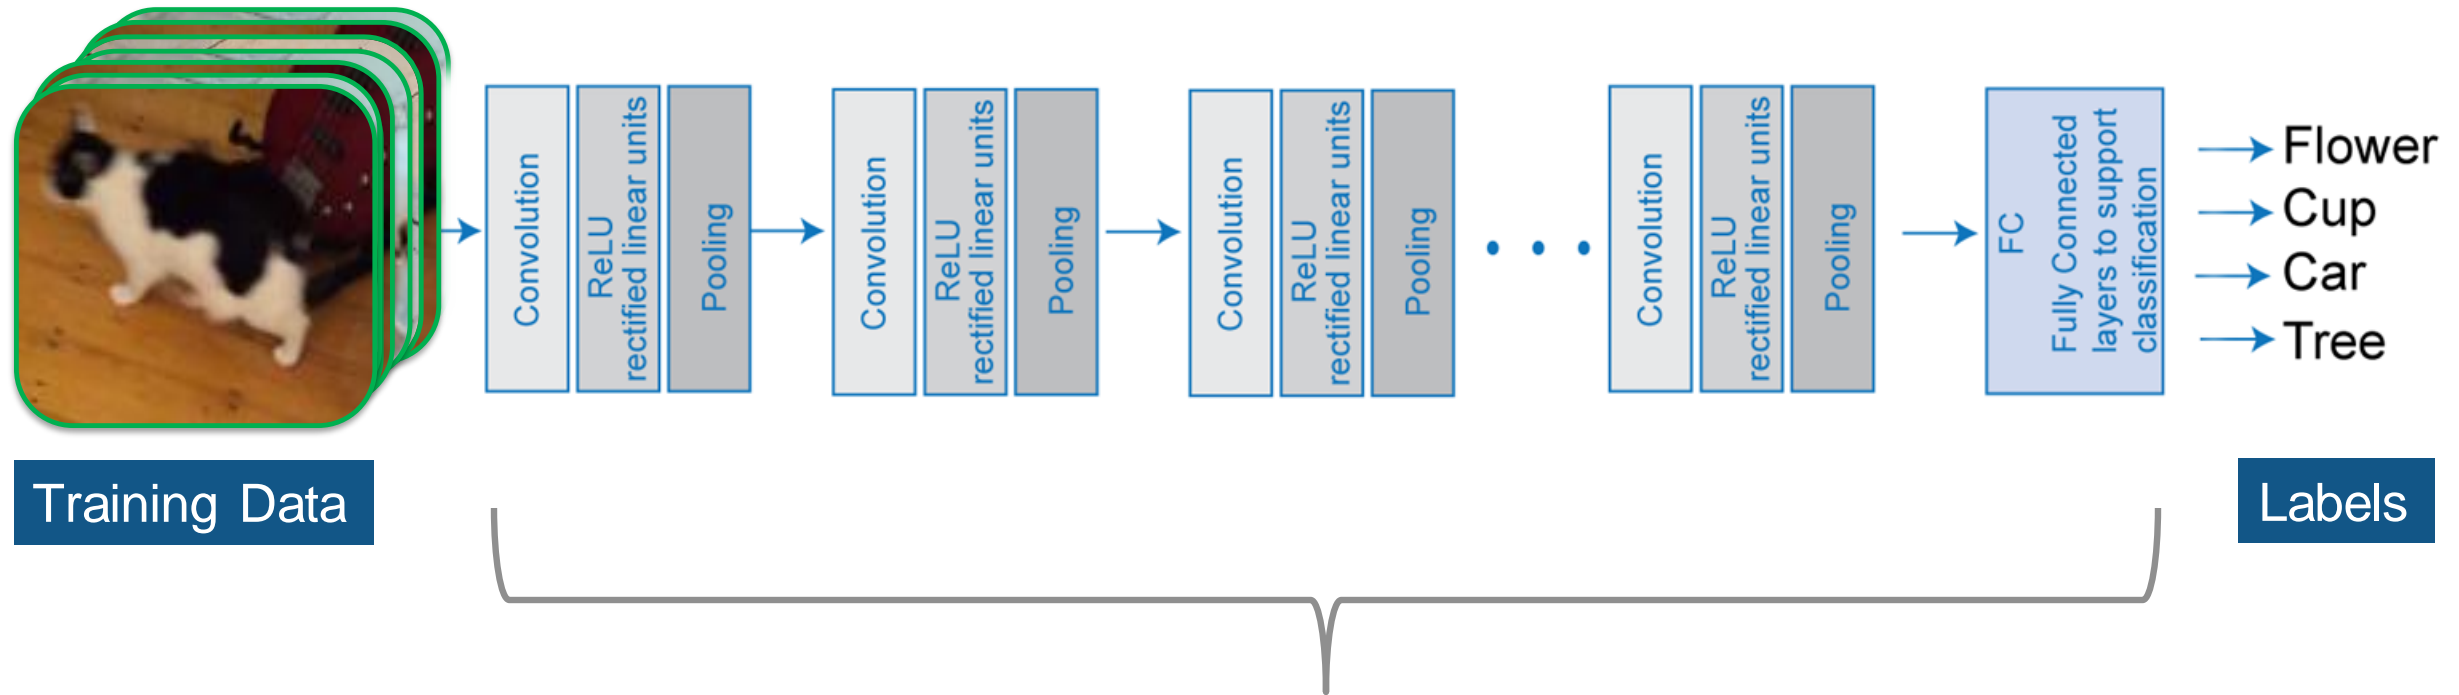 Convolution
ReLU
rectified linear units
Pooling
Convolution
ReLU
rectified linear units
Pooling
Convolution
ReLU
rectified linear units
Pooling
Convolution
ReLU
rectified linear units
Pooling
FC
Fully Connected
layers to support
classification
Flower
Cup
Car
Tree
Training Data
Labels